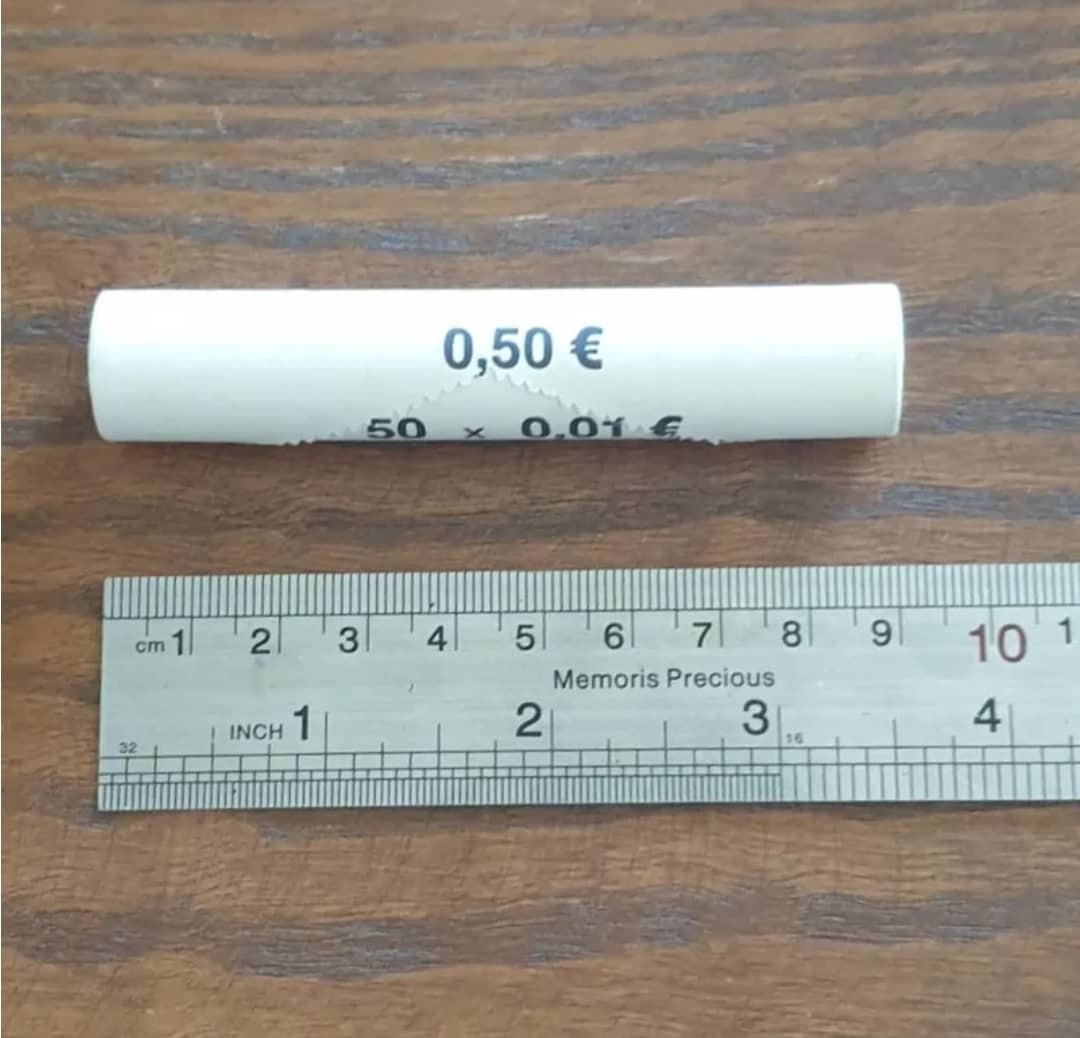 0,50 €
50 x 0,01 €
cm 1 2 3 4 5 6 7 8 9 10 1
Memoris Precious
INCH 1 2 3 4
32 16